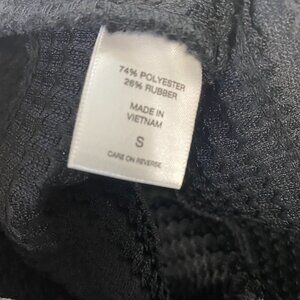 74% POLYESTER
26% RUBBER
MADE IN
VIETNAM
S
CARE ON REVERSE